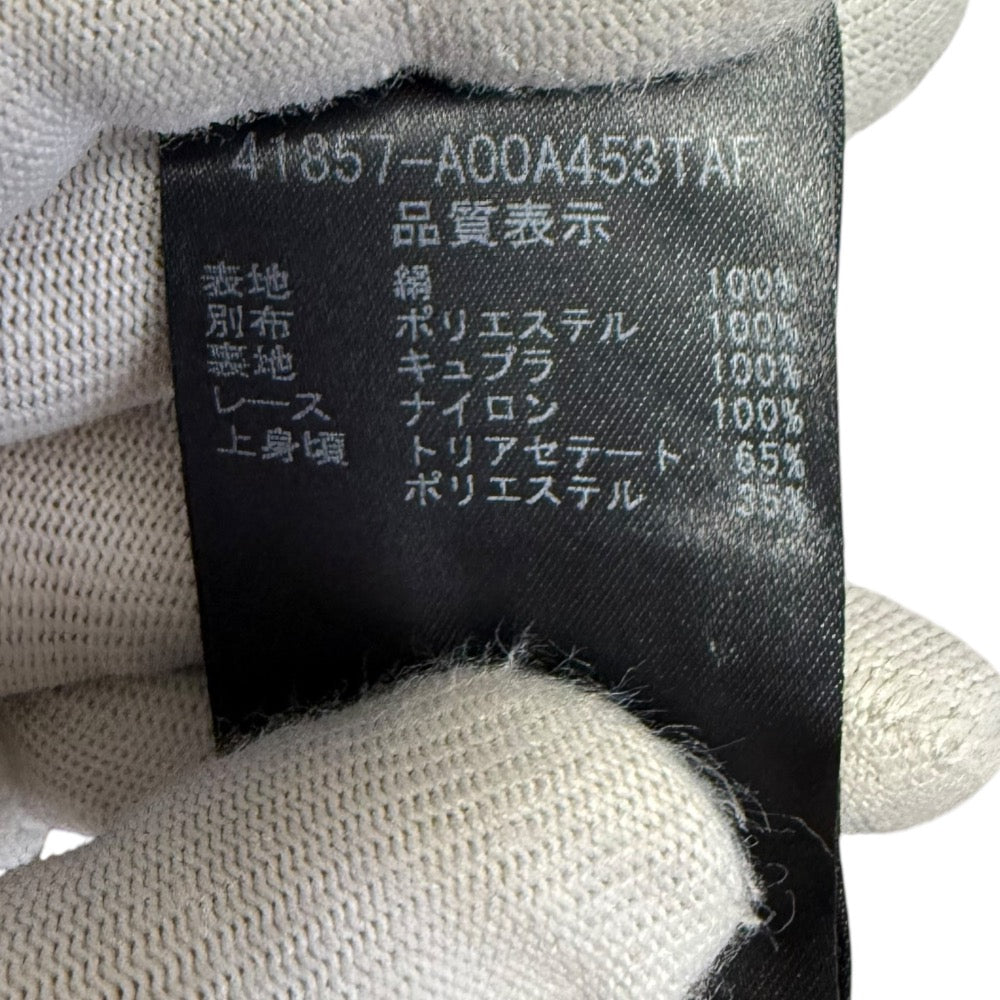 41857-A00A453TAF
品質表示
表地 絹 100%
別布 ポリエステル 100%
裏地 キュプラ 100%
レース ナイロン 100%
上身頃 トリアセテート 65%
ポリエステル 35%